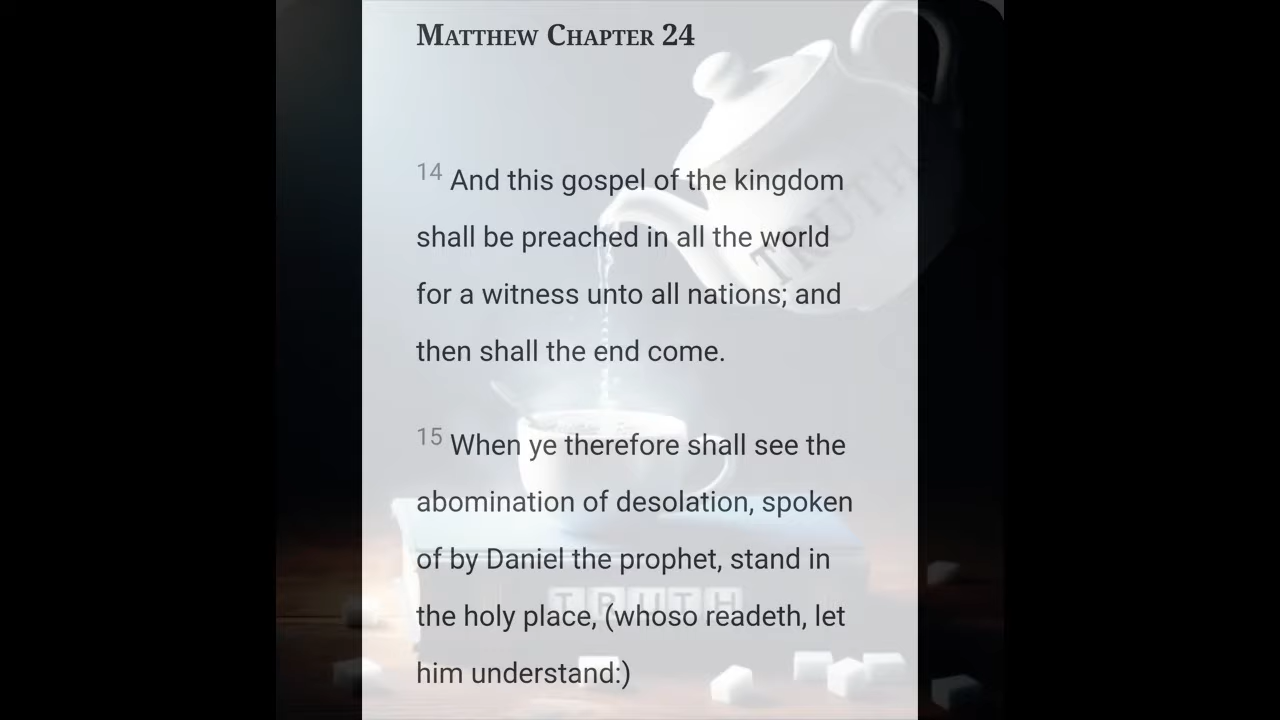 Matthew Chapter 24
14 And this gospel of the kingdom
shall be preached in all the world
for a witness unto all nations; and
then shall the end come.
15 When ye therefore shall see the
abomination of desolation, spoken
of by Daniel the prophet, stand in
the holy place, (whoso readeth, let
him understand:)
TRUTH
TRUTH